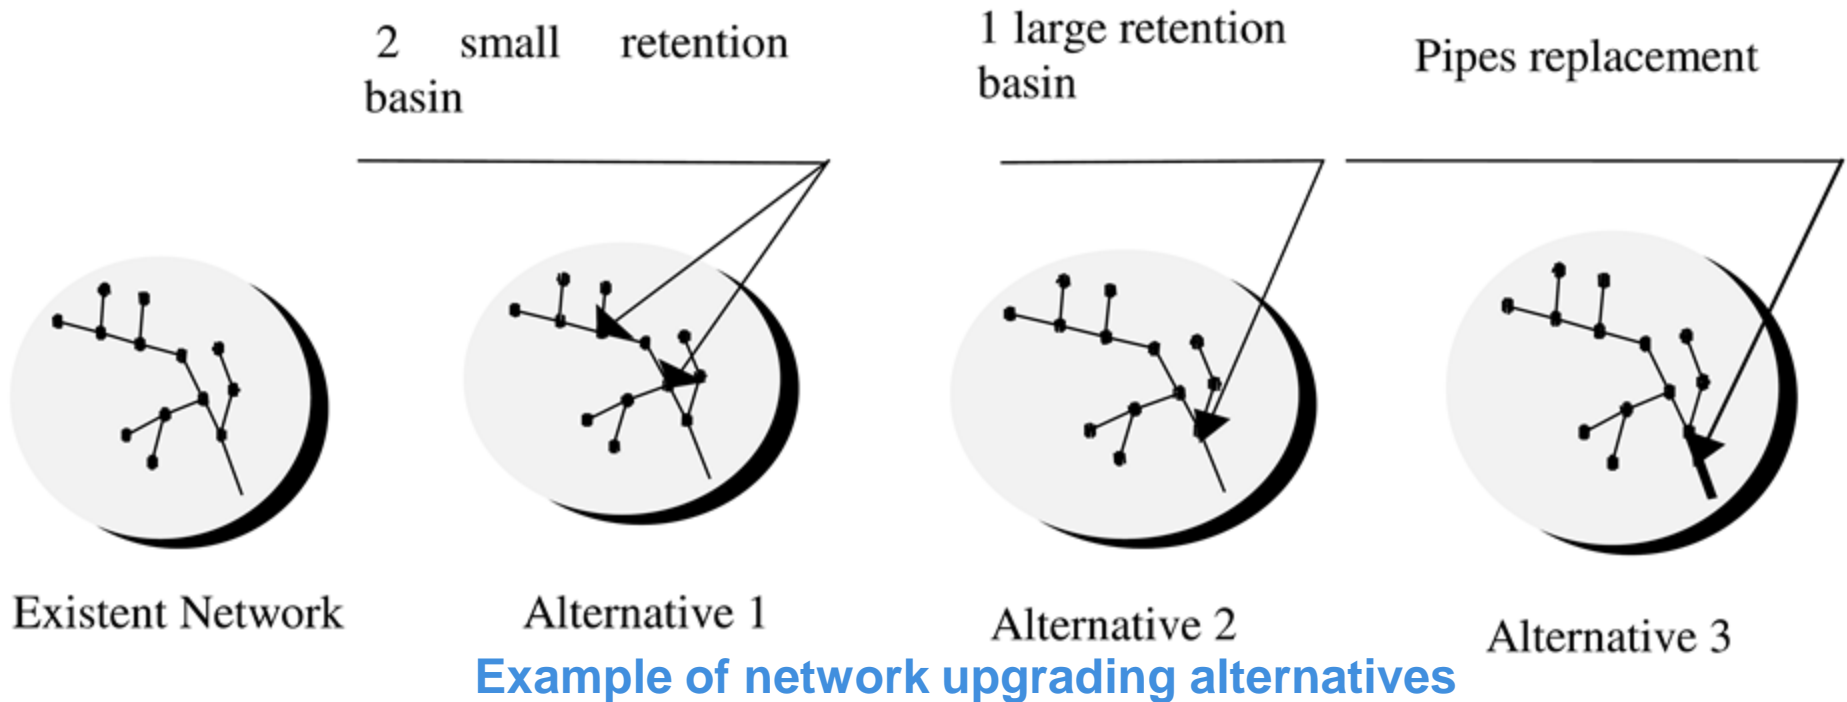 2 small retention
basin
1 large retention
basin
Pipes replacement
Existent Network
Alternative 1
Alternative 2
Alternative 3
Example of network upgrading alternatives